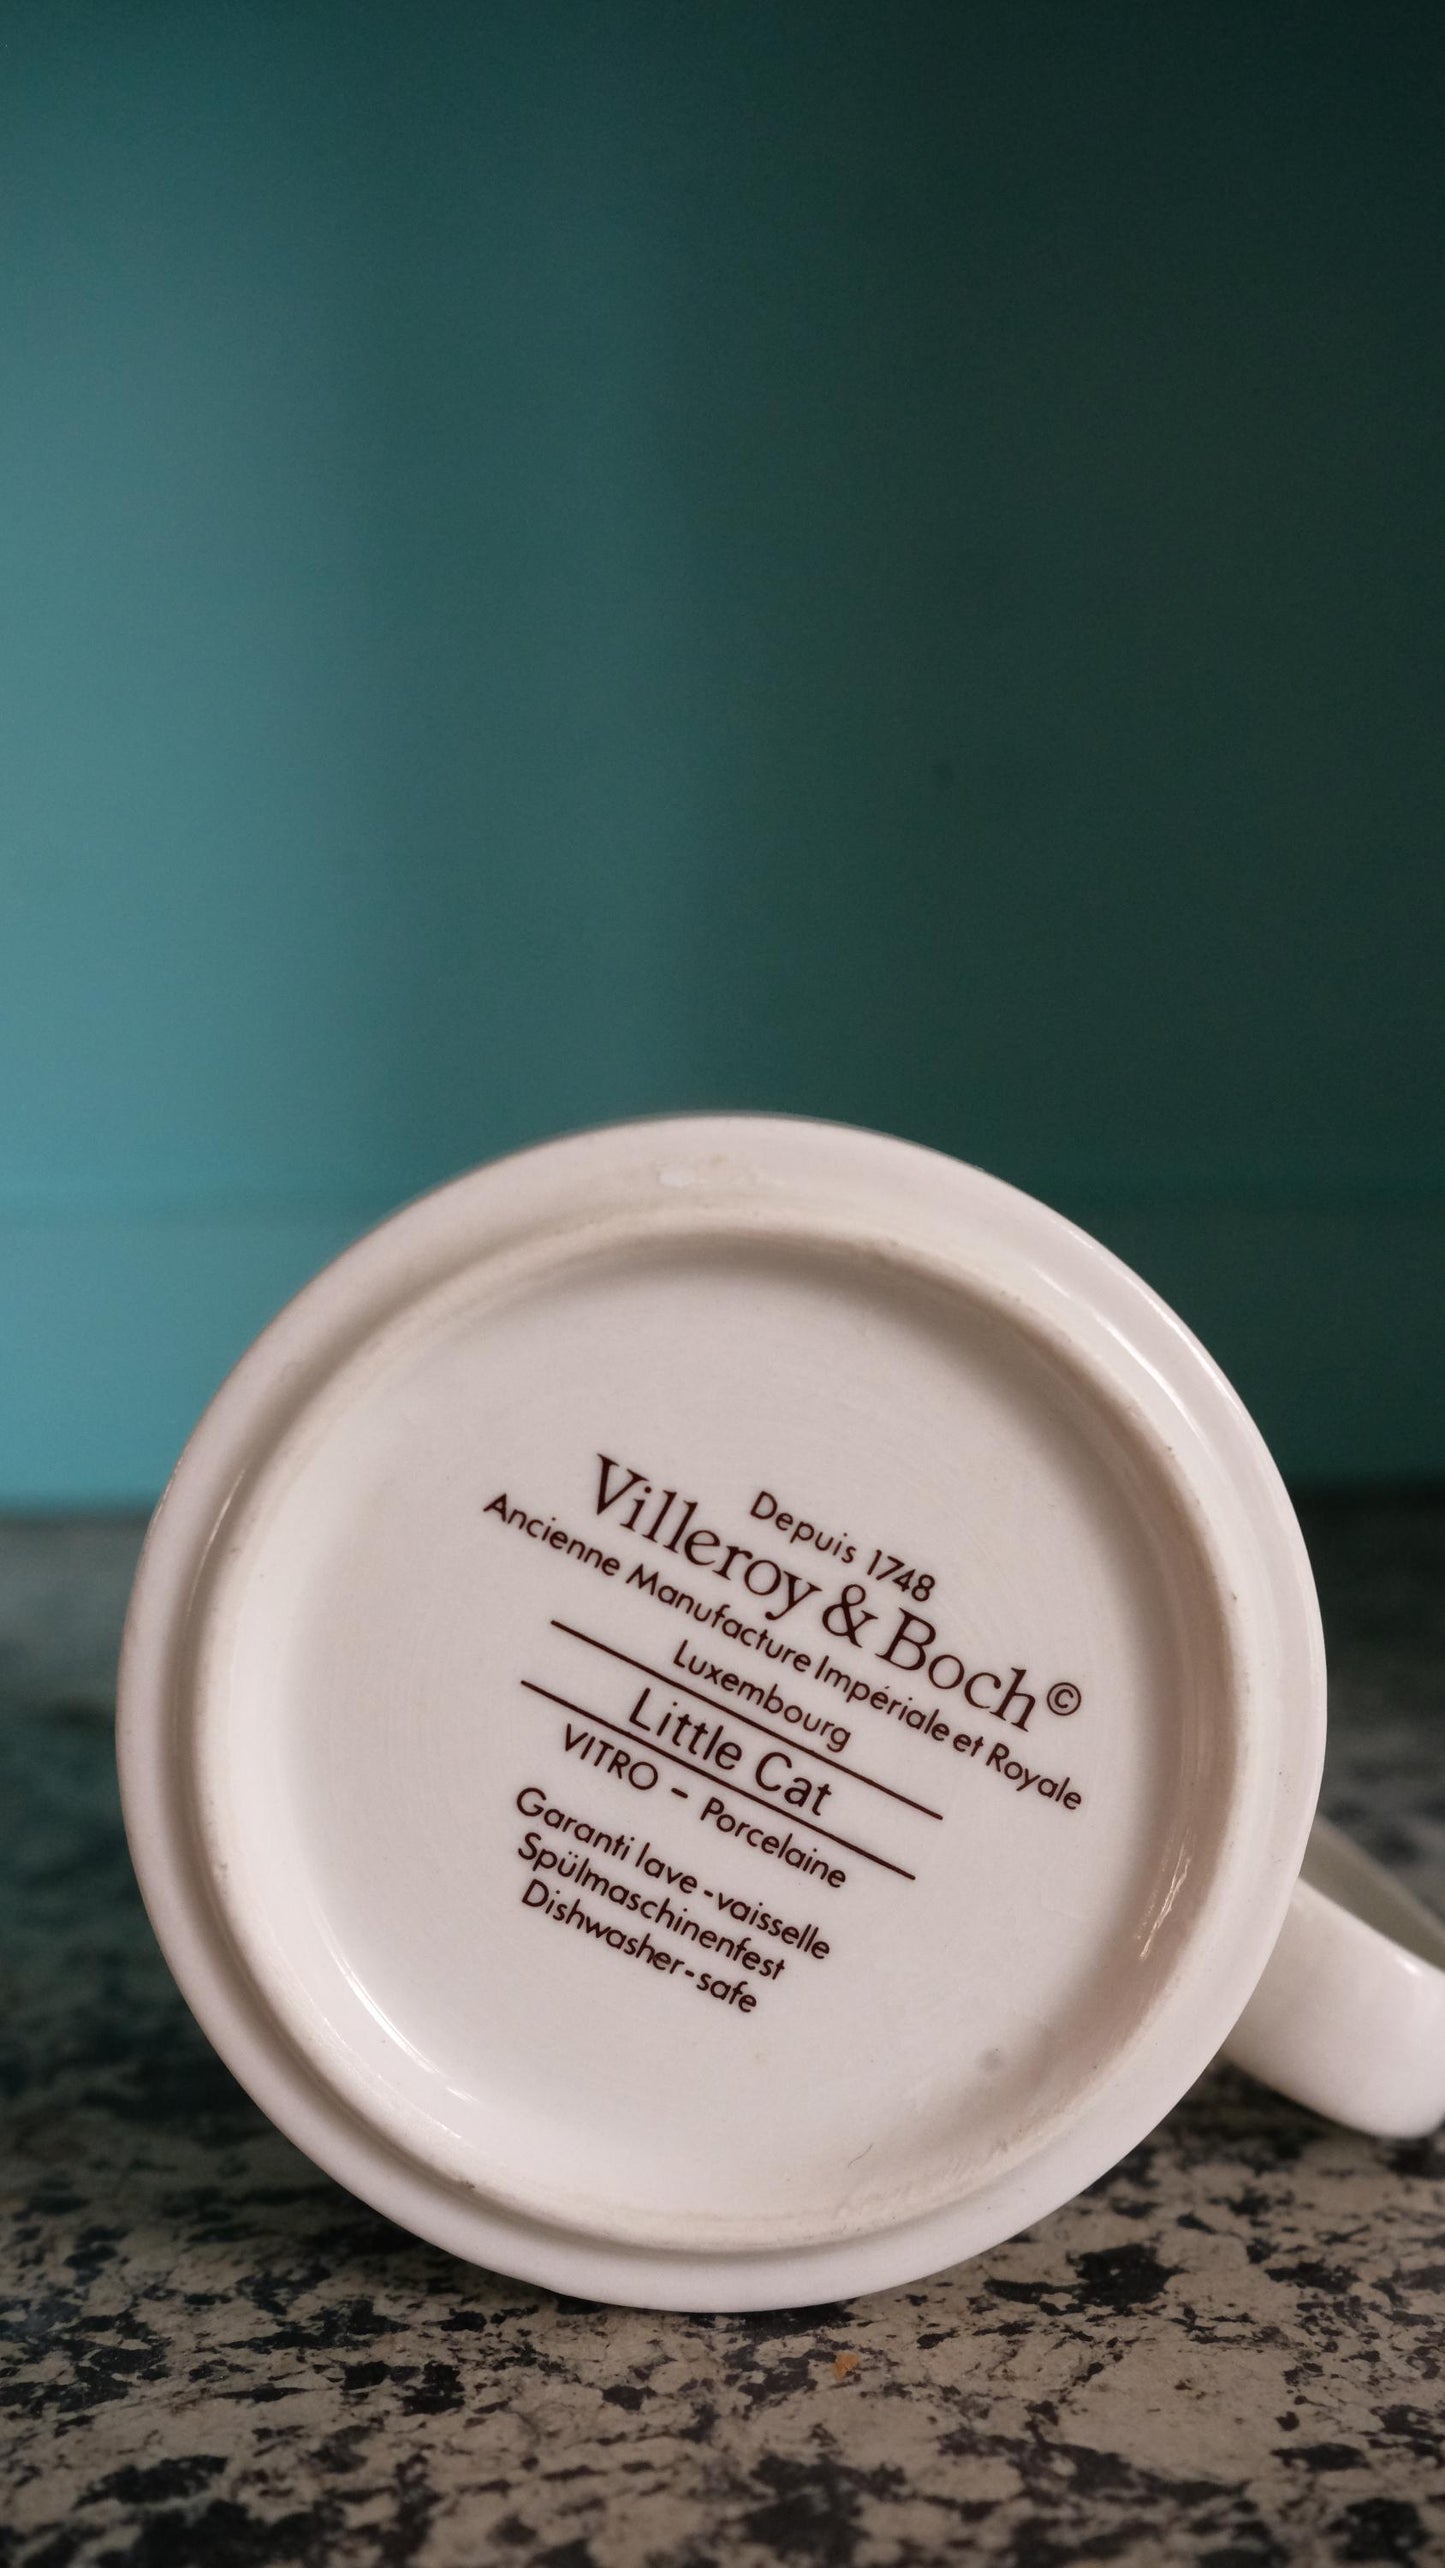 Depuis 1748
Villeroy & Boch©
Ancienne Manufacture Impériale et Royale
Luxembourg
Little Cat
VITRO - Porcelaine
Garanti lave-vaisselle
Spülmaschinenfest
Dishwasher-safe